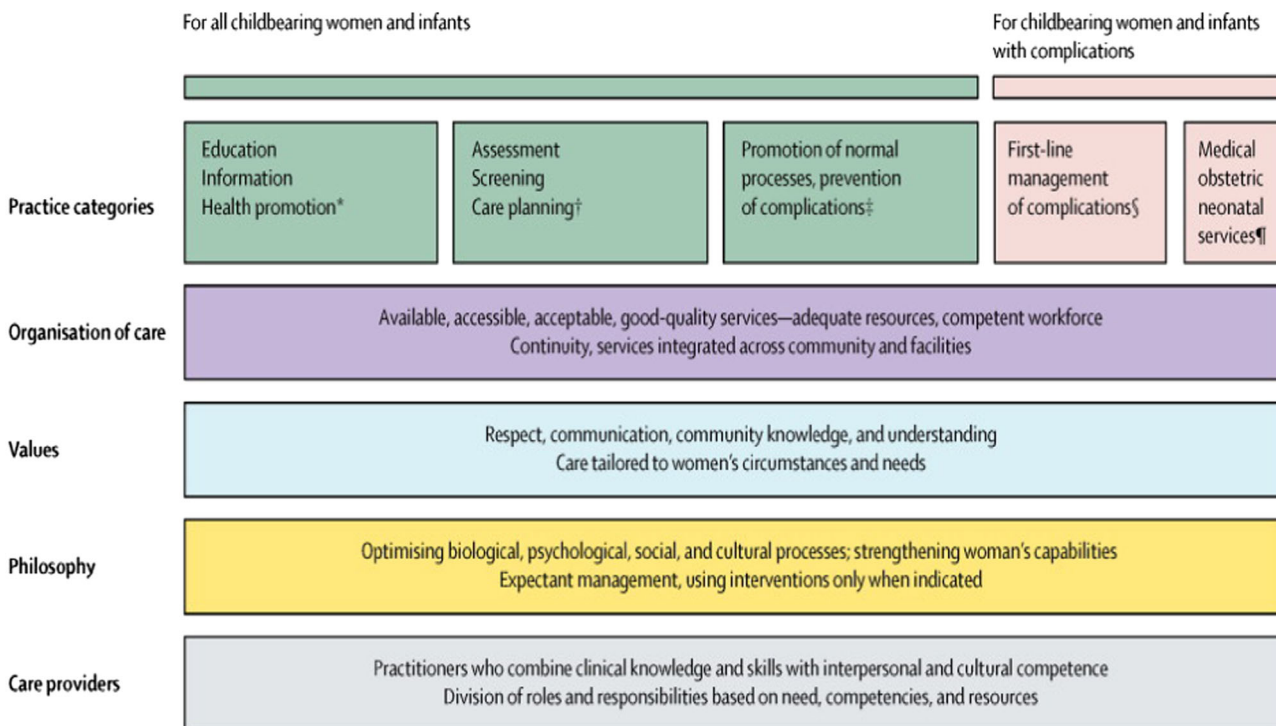 For all childbearing women and infants
For childbearing women and infants
with complications
Practice categories
Education
Information
Health promotion*
Assessment
Screening
Care planning†
Promotion of normal
processes, prevention
of complications‡
First-line
management
of complications§
Medical
obstetric
neonatal
services¶
Organisation of care
Available, accessible, acceptable, good-quality services—adequate resources, competent workforce
Continuity, services integrated across community and facilities
Values
Respect, communication, community knowledge, and understanding
Care tailored to women's circumstances and needs
Philosophy
Optimising biological, psychological, social, and cultural processes; strengthening woman's capabilities
Expectant management, using interventions only when indicated
Care providers
Practitioners who combine clinical knowledge and skills with interpersonal and cultural competence
Division of roles and responsibilities based on need, competencies, and resources